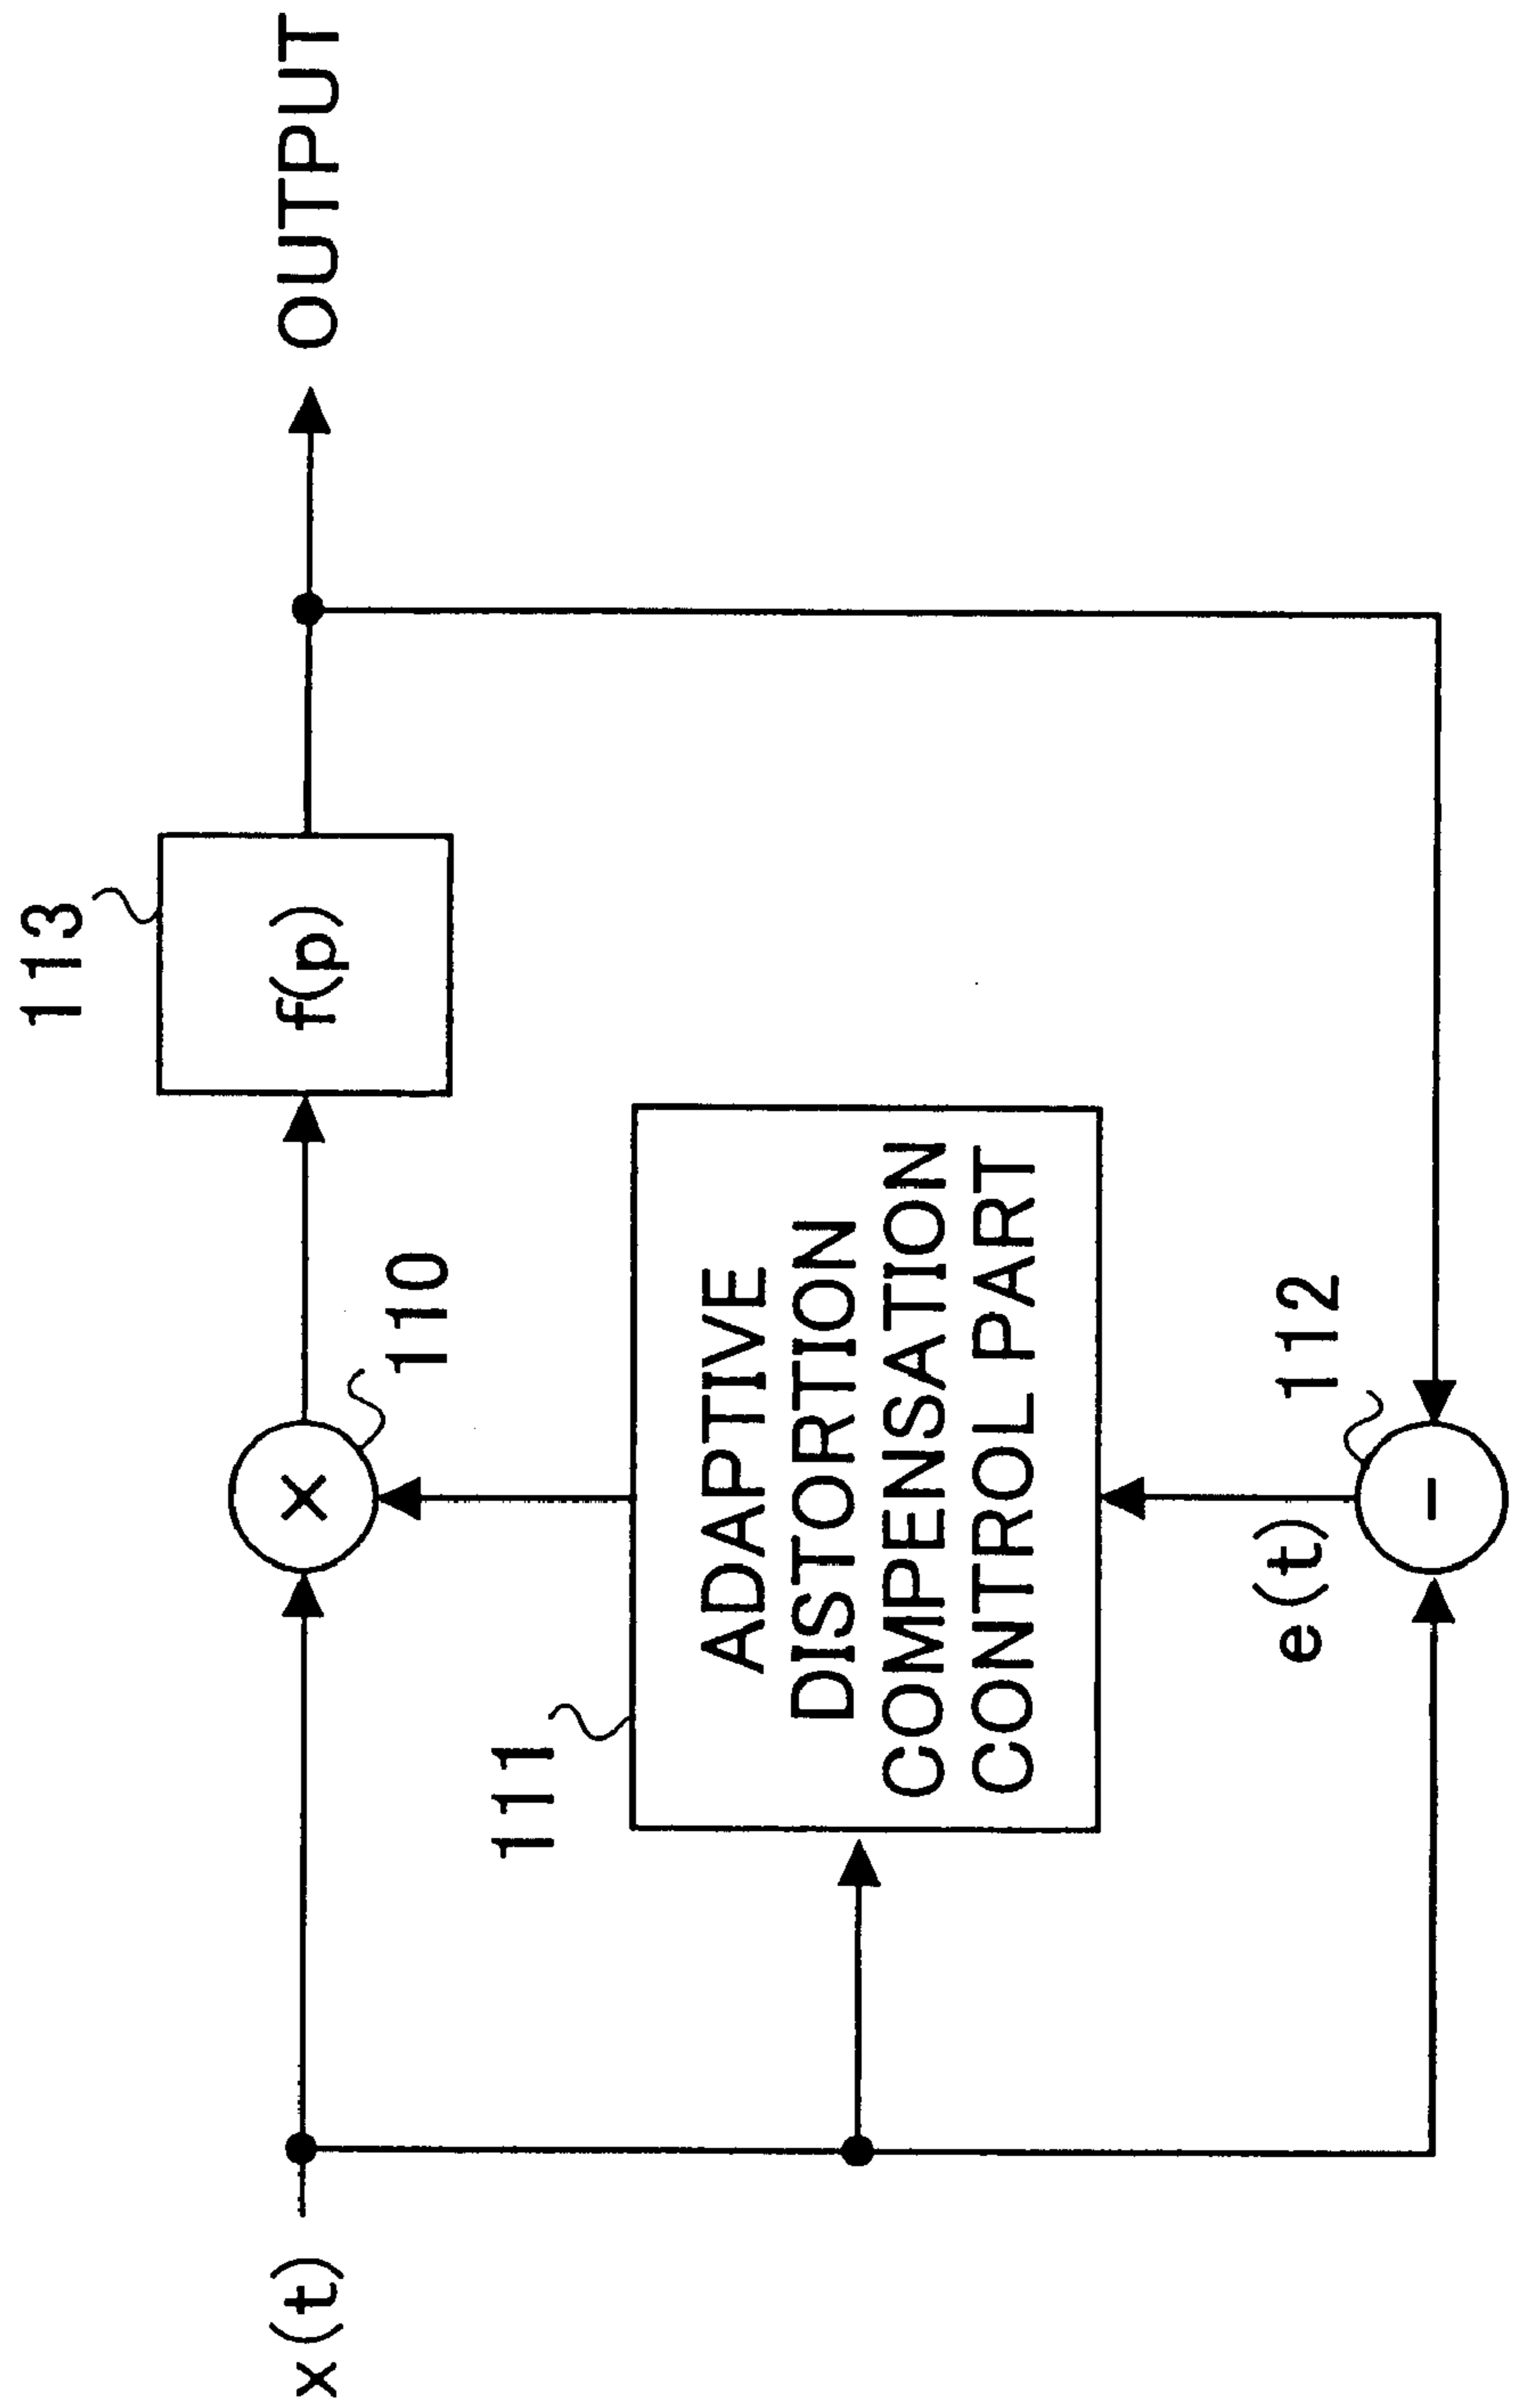 113
x(t)
×
f(p)
OUTPUT
110
111
ADAPTIVE
DISTORTION
COMPENSATION
CONTROL PART
e(t)
112
−